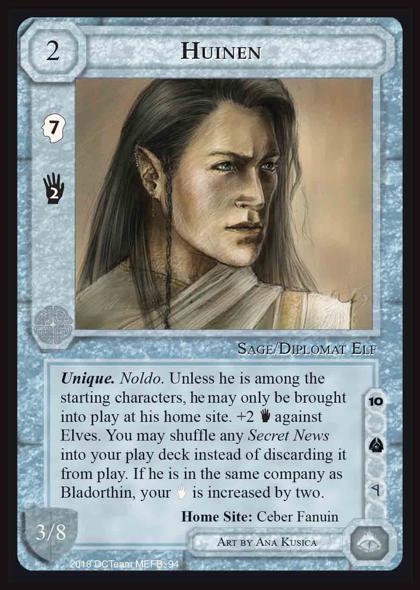 2
HUINEN
7
2
SAGE/DIPLOMAT ELF
Unique. Noldo. Unless he is among the
starting characters, he may only be brought
into play at his home site. +2 against
Elves. You may shuffle any Secret News
into your play deck instead of discarding it
from play. If he is in the same company as
Bladorthin, your is increased by two.
10
Home Site: Ceber Fanuin
3/8
ART BY ANA KUSICA
2018 DCTeam MEFB: 94